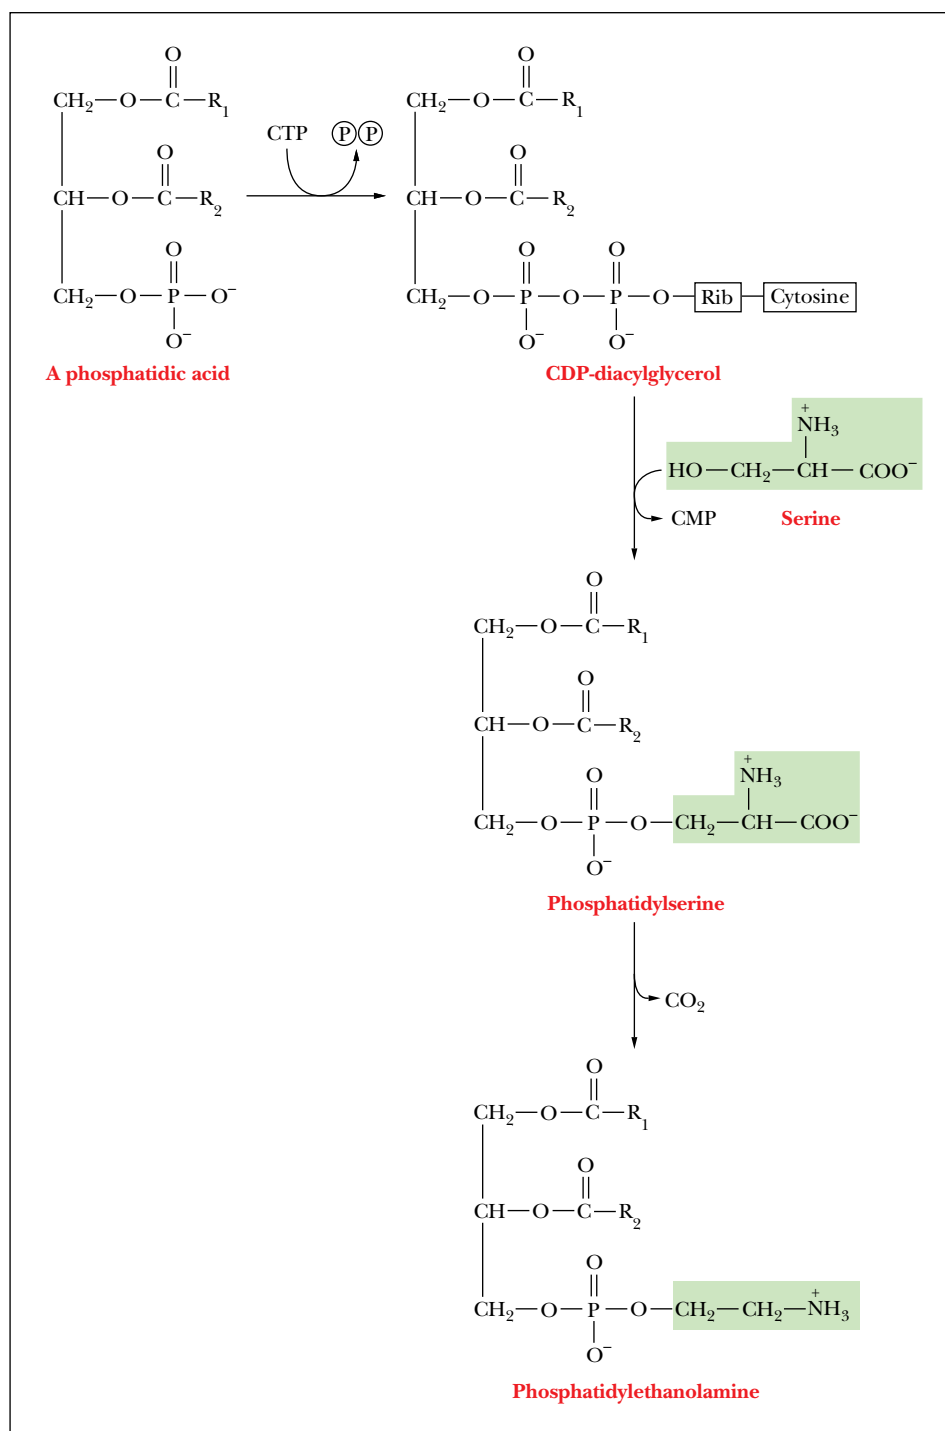 O O
CH₂—O—C—R₁ CH₂—O—C—R₁
CTP PP
O O
CH—O—C—R₂ CH—O—C—R₂
O O O
CH₂—O—P—O⁻ CH₂—O—P—O—P—O—Rib—Cytosine
O⁻ O⁻ O⁻
A phosphatidic acid CDP-diacylglycerol
+
NH₃
HO—CH₂—CH—COO⁻
CMP Serine
O
CH₂—O—C—R₁
O
CH—O—C—R₂
O +
NH₃
CH₂—O—P—O—CH₂—CH—COO⁻
O⁻
Phosphatidylserine
CO₂
O
CH₂—O—C—R₁
O
CH—O—C—R₂
O +
CH₂—O—P—O—CH₂—CH₂—NH₃
O⁻
Phosphatidylethanolamine